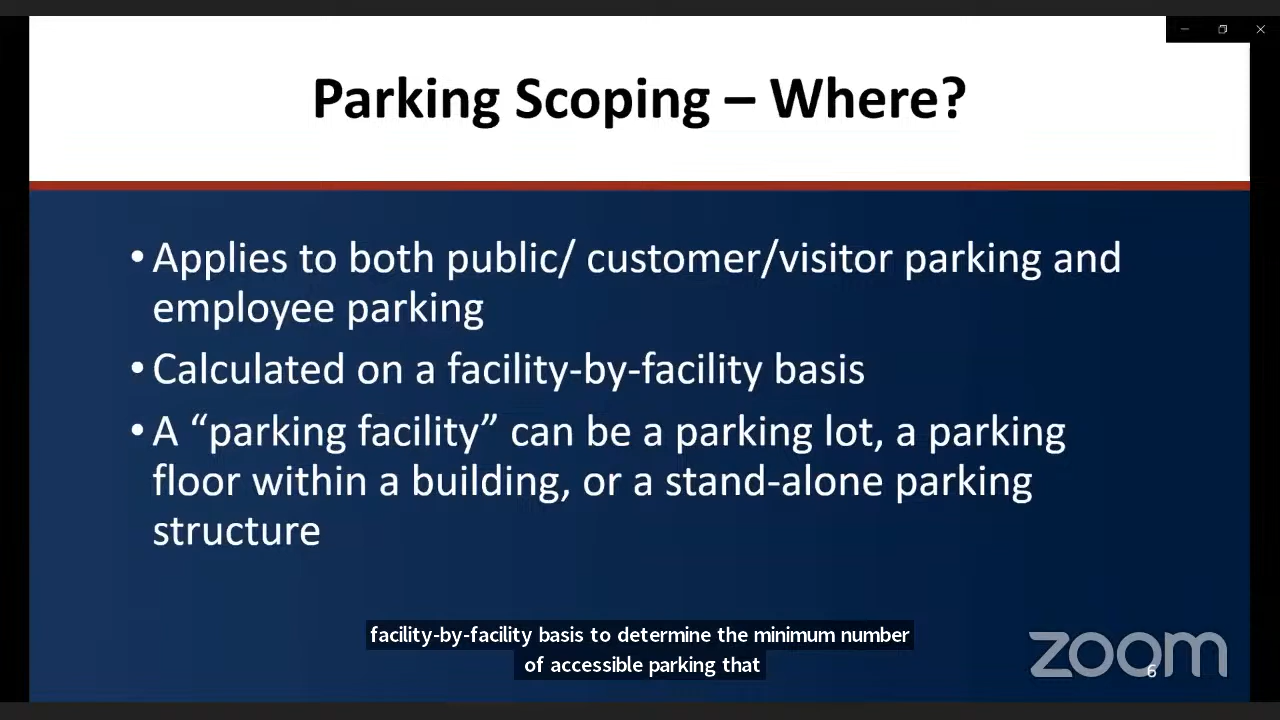 Parking Scoping – Where?
• Applies to both public/ customer/visitor parking and
employee parking
• Calculated on a facility-by-facility basis
• A “parking facility” can be a parking lot, a parking
floor within a building, or a stand-alone parking
structure
facility-by-facility basis to determine the minimum number
of accessible parking that
zoom
6